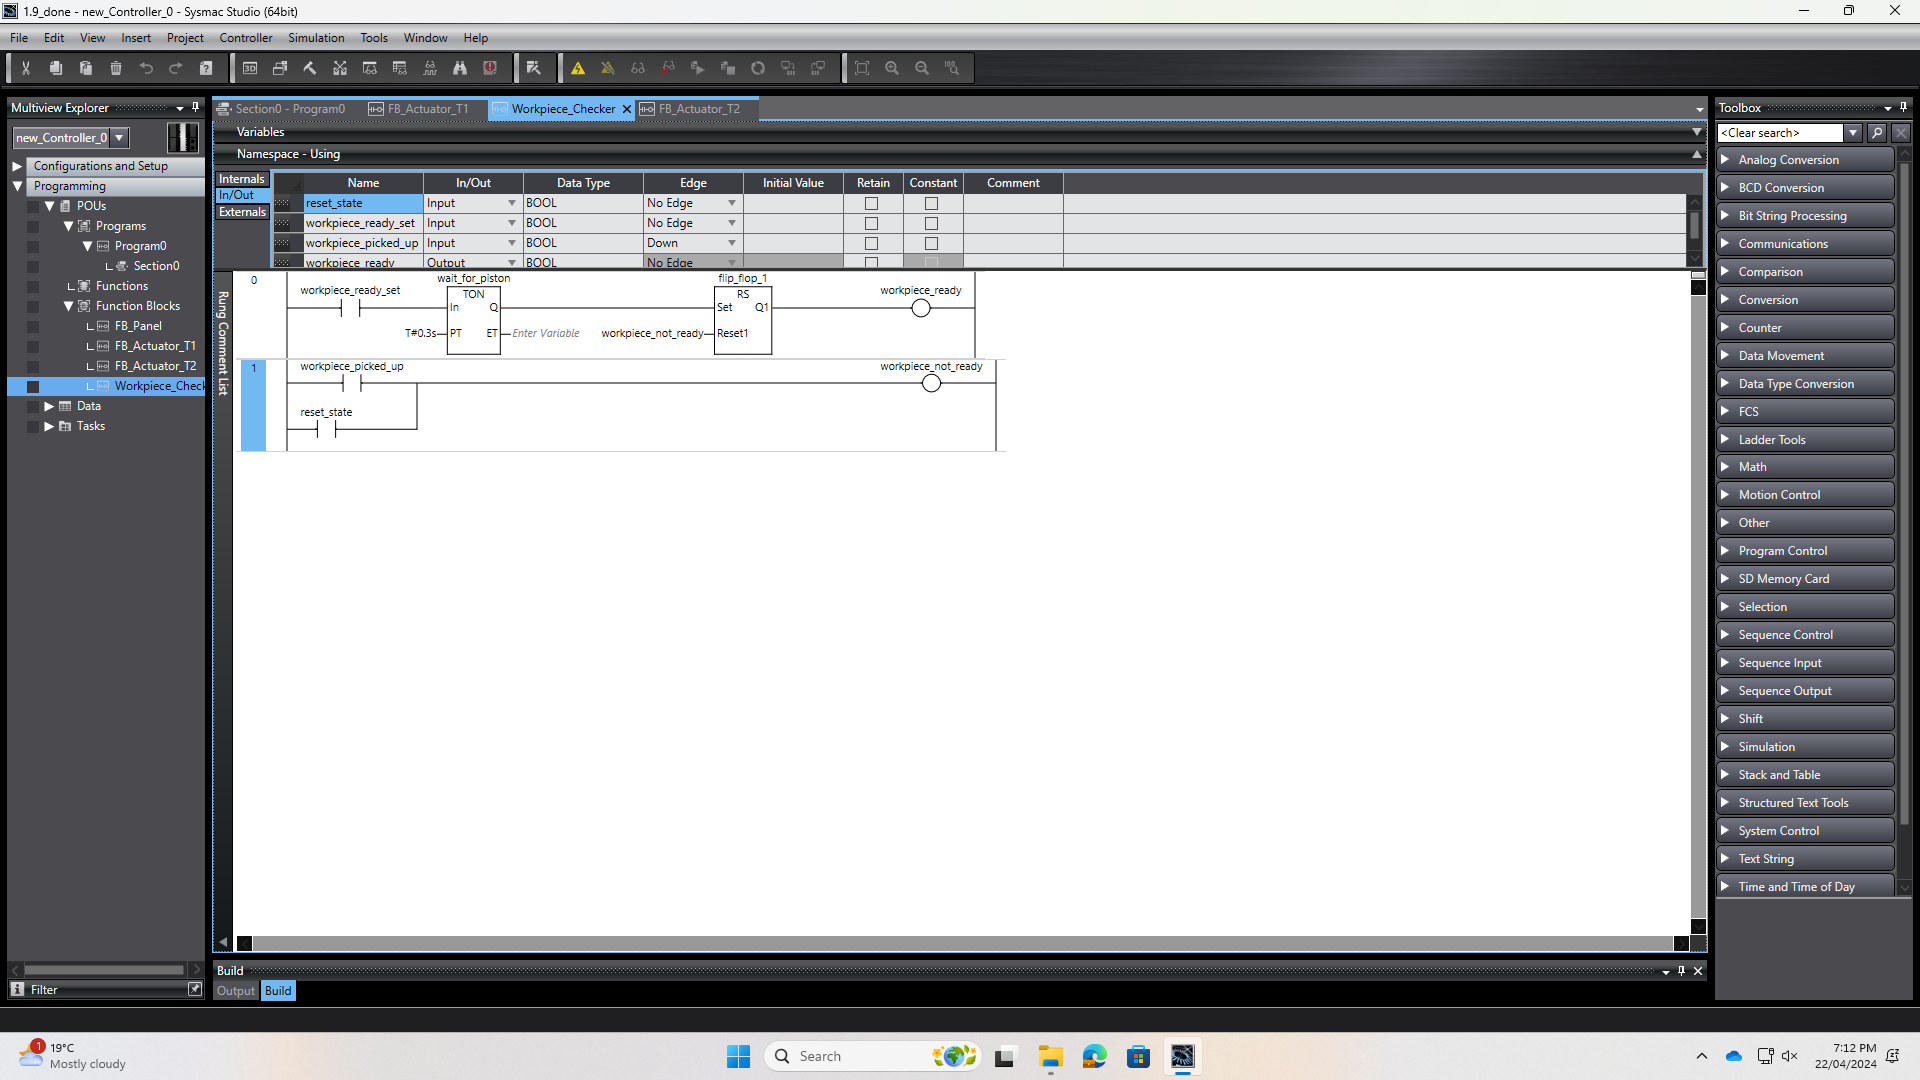 1.9_done - new_Controller_0 - Sysmac Studio (64bit)
File Edit View Insert Project Controller Simulation Tools Window Help
Multiview Explorer
new_Controller_0
Configurations and Setup
Programming
POUs
Programs
Program0
Section0
Functions
Function Blocks
FB_Panel
FB_Actuator_T1
FB_Actuator_T2
Workpiece_Check
Data
Tasks
Filter
Section0 - Program0 FB_Actuator_T1 Workpiece_Checker FB_Actuator_T2
Variables
Namespace - Using
Internals
In/Out
Externals
Name In/Out Data Type Edge Initial Value Retain Constant Comment
reset_state Input BOOL No Edge
workpiece_ready_set Input BOOL No Edge
workpiece_picked_up Input BOOL Down
workpiece_ready Output BOOL No Edge
Rung Comment List
0 wait_for_piston flip_flop_1
workpiece_ready_set TON RS workpiece_ready
In Q Set Q1
T#0.3s PT ET Enter Variable workpiece_not_ready Reset1
1 workpiece_picked_up workpiece_not_ready
reset_state
Build
Output Build
Toolbox
<Clear search>
Analog Conversion
BCD Conversion
Bit String Processing
Communications
Comparison
Conversion
Counter
Data Movement
Data Type Conversion
FCS
Ladder Tools
Math
Motion Control
Other
Program Control
SD Memory Card
Selection
Sequence Control
Sequence Input
Sequence Output
Shift
Simulation
Stack and Table
Structured Text Tools
System Control
Text String
Time and Time of Day
1
19°C
Mostly cloudy
Search
7:12 PM
22/04/2024